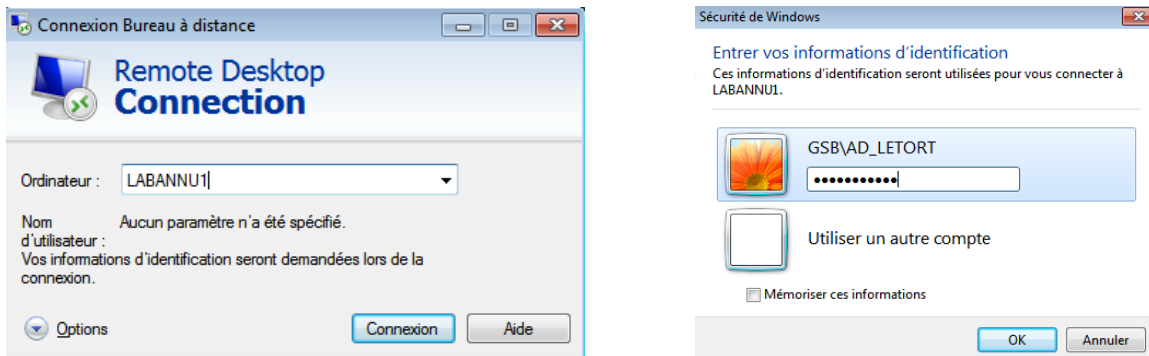 Connexion Bureau à distance
Remote Desktop
Connection
Ordinateur :
LABANNU1
Nom
d'utilisateur :
Aucun paramètre n'a été spécifié.
Vos informations d'identification seront demandées lors de la
connexion.
Options
Connexion
Aide
Sécurité de Windows
Entrer vos informations d'identification
Ces informations d'identification seront utilisées pour vous connecter à
LABANNU1.
GSB\AD_LETORT
●●●●●●●●●●●
Utiliser un autre compte
Mémoriser ces informations
OK
Annuler